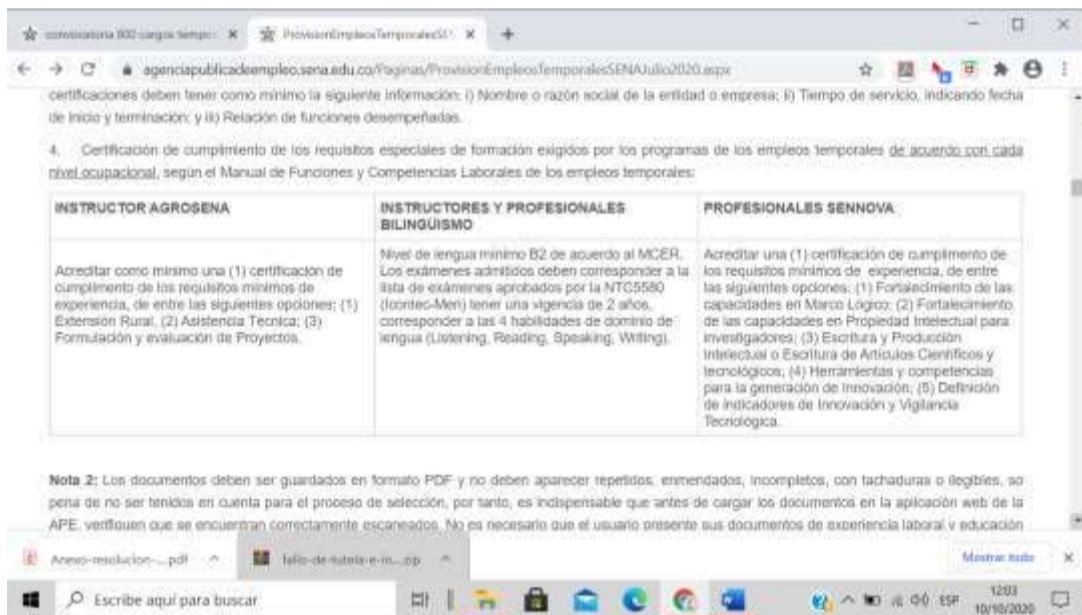 convocatoria 800 cargos tempor
ProvisionEmpleosTemporalesSE
agenciapublicadeempleo.sena.edu.co/Paginas/ProvisionEmpleosTemporalesSENAJulio2020.aspx
certificaciones deben tener como mínimo la siguiente información: i) Nombre o razón social de la entidad o empresa; ii) Tiempo de servicio, indicando fecha
de inicio y terminación; y iii) Relación de funciones desempeñadas.
4. Certificación de cumplimiento de los requisitos especiales de formación exigidos por los programas de los empleos temporales de acuerdo con cada
nivel ocupacional, según el Manual de Funciones y Competencias Laborales de los empleos temporales:
INSTRUCTOR AGROSENA
Acreditar como mínimo una (1) certificación de
cumplimento de los requisitos mínimos de
experiencia, de entre las siguientes opciones: (1)
Extensión Rural, (2) Asistencia Técnica; (3)
Formulación y evaluación de Proyectos.
INSTRUCTORES Y PROFESIONALES
BILINGÜISMO
Nivel de lengua mínimo B2 de acuerdo al MCER.
Los exámenes admitidos deben corresponder a la
lista de exámenes aprobados por la NTC5580
(Icontec-Men) tener una vigencia de 2 años,
corresponder a las 4 habilidades de dominio de
lengua (Listening, Reading, Speaking, Writing).
PROFESIONALES SENNOVA
Acreditar una (1) certificación de cumplimento de
los requisitos mínimos de experiencia, de entre
las siguientes opciones: (1) Fortalecimiento de las
capacidades en Marco Lógico; (2) Fortalecimiento
de las capacidades en Propiedad Intelectual para
investigadores; (3) Escritura y Producción
Intelectual o Escritura de Artículos Científicos y
tecnológicos; (4) Herramientas y competencias
para la generación de Innovación; (5) Definición
de indicadores de Innovación y Vigilancia
Tecnológica.
Nota 2: Los documentos deben ser guardados en formato PDF y no deben aparecer repetidos, enmendados, incompletos, con tachaduras o ilegibles, so
pena de no ser tenidos en cuenta para el proceso de selección, por tanto, es indispensable que antes de cargar los documentos en la aplicación web de la
APE, verifiquen que se encuentran correctamente escaneados. No es necesario que el usuario presente sus documentos de experiencia laboral y educación
Anexo-resolucion-....pdf
fallo-de-tutela-e-in....zip
Mostrar todo
Escribe aquí para buscar
ESP
12:03
10/10/2020